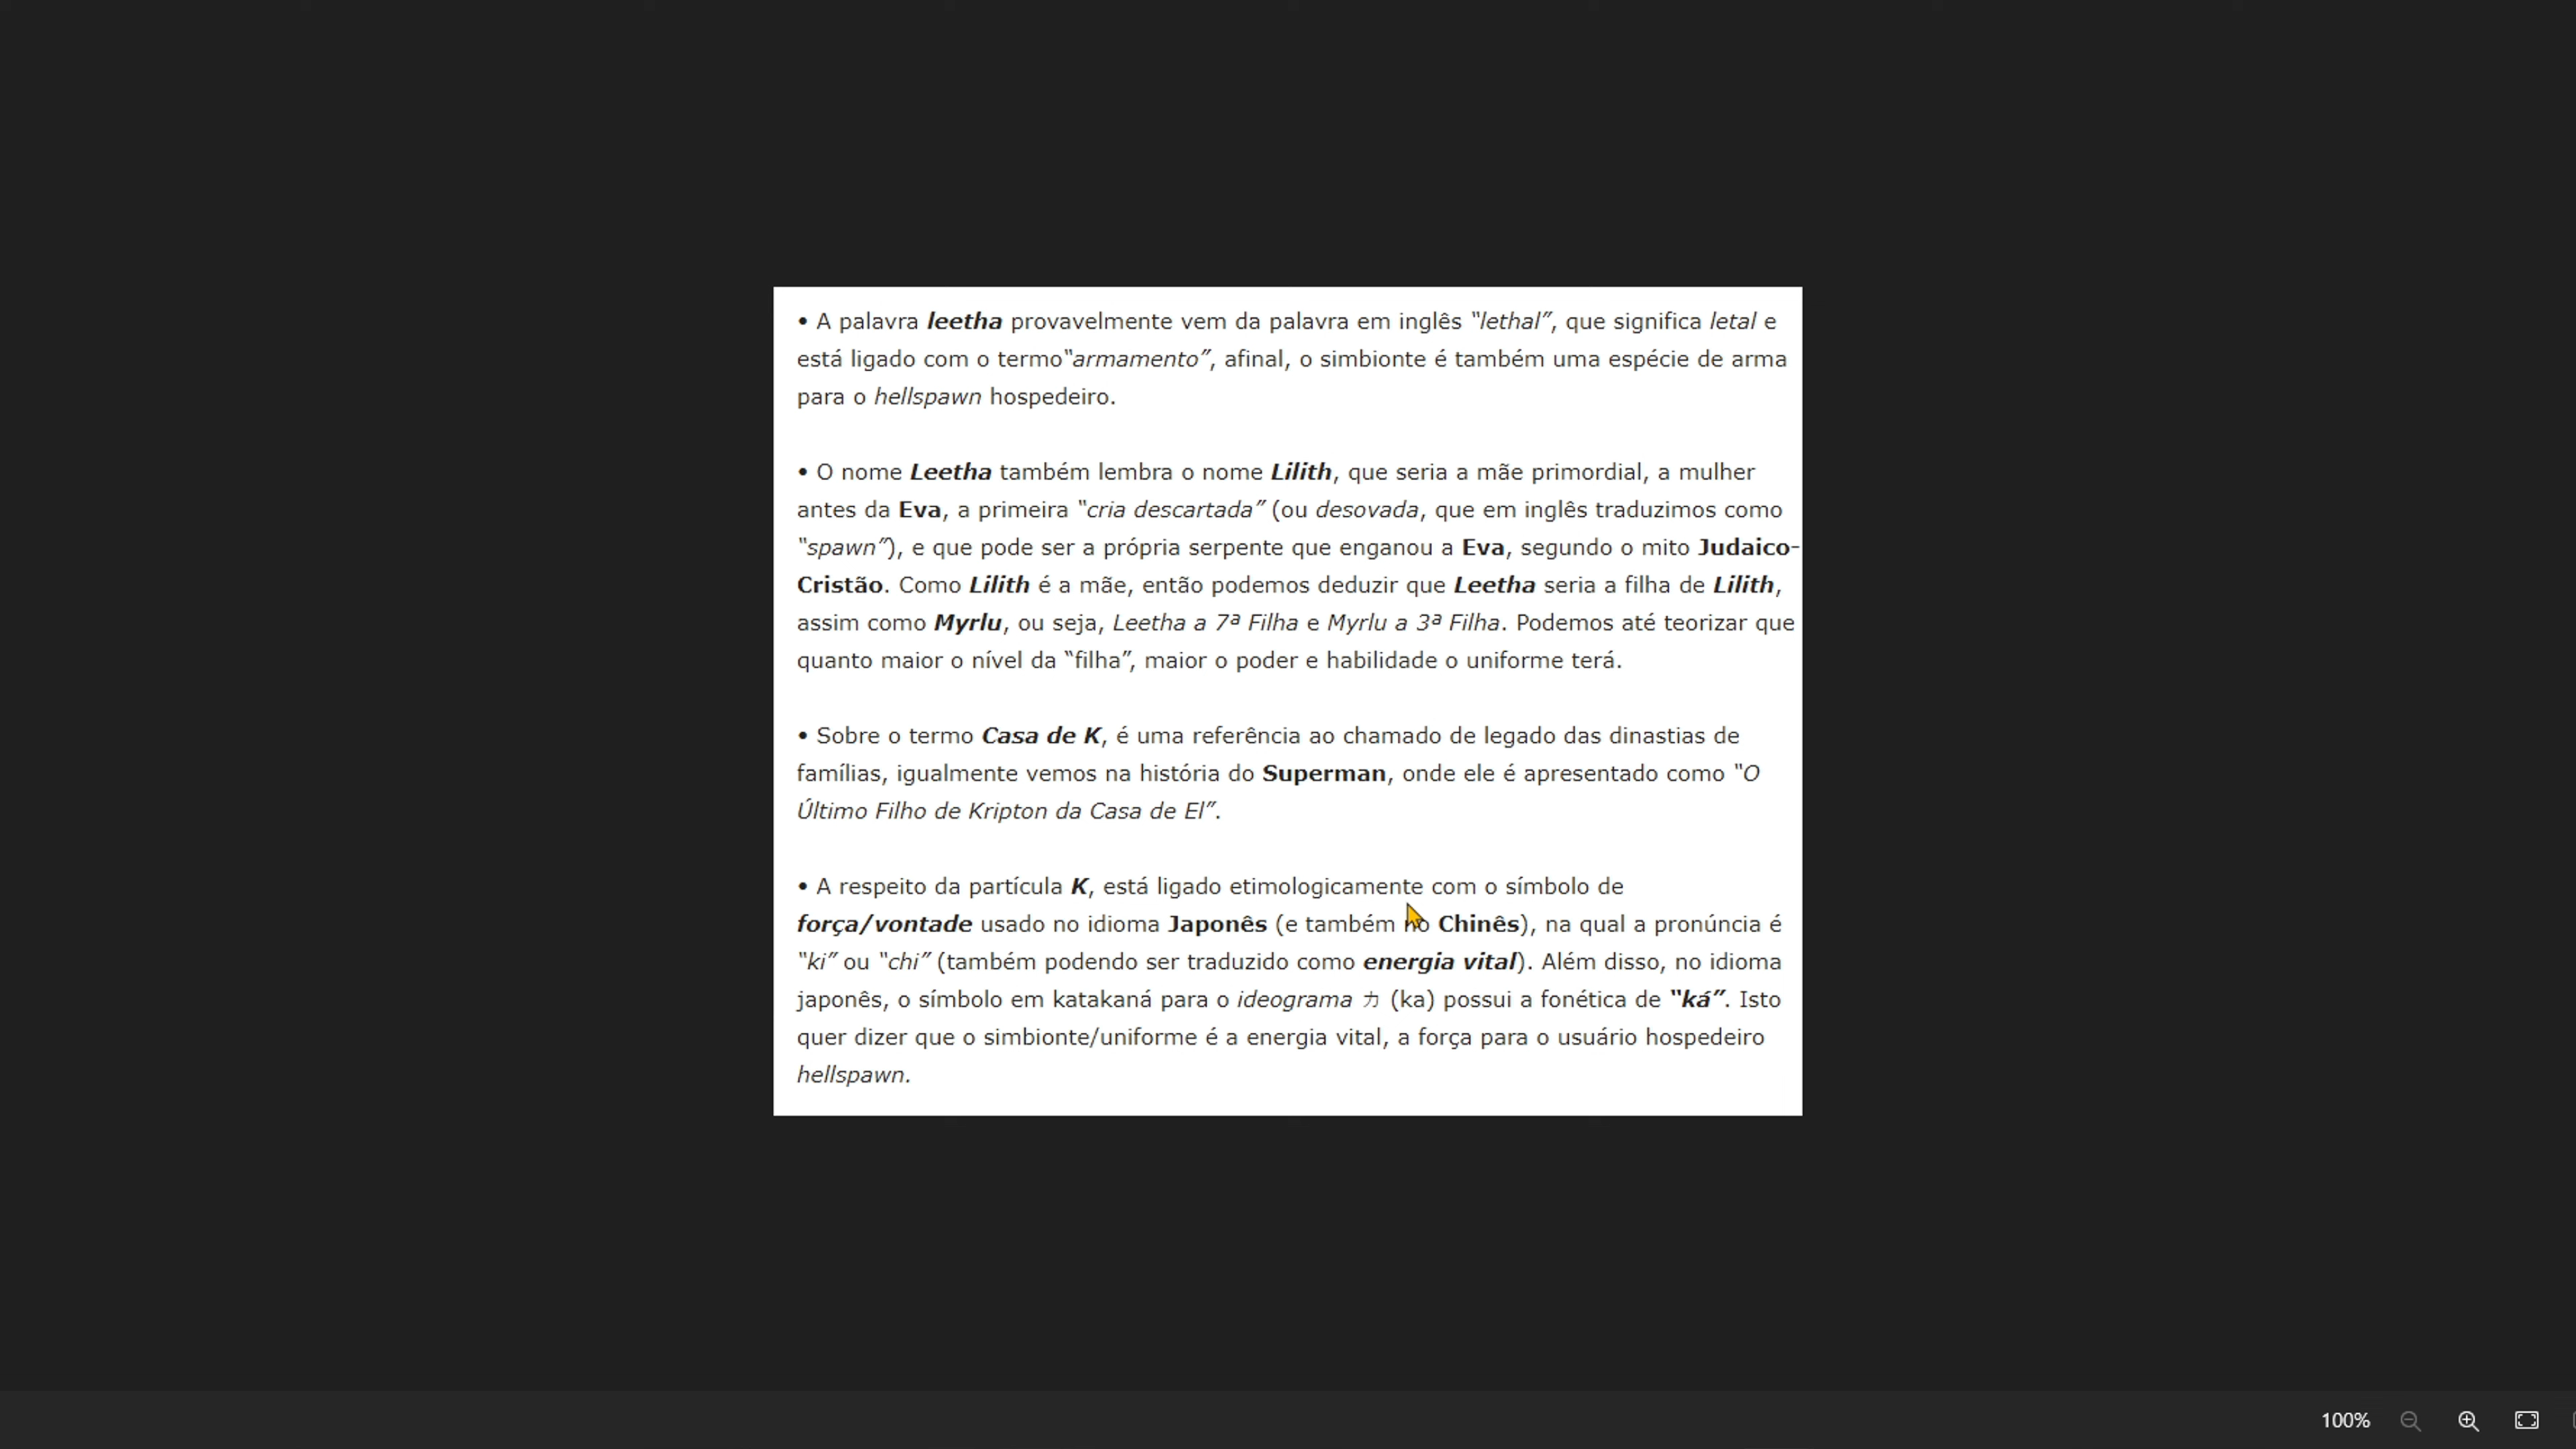 • A palavra leetha provavelmente vem da palavra em inglês “lethal”, que significa letal e
está ligado com o termo“armamento”, afinal, o simbionte é também uma espécie de arma
para o hellspawn hospedeiro.
• O nome Leetha também lembra o nome Lilith, que seria a mãe primordial, a mulher
antes da Eva, a primeira “cria descartada” (ou desovada, que em inglês traduzimos como
“spawn”), e que pode ser a própria serpente que enganou a Eva, segundo o mito Judaico-
Cristão. Como Lilith é a mãe, então podemos deduzir que Leetha seria a filha de Lilith,
assim como Myrlu, ou seja, Leetha a 7ª Filha e Myrlu a 3ª Filha. Podemos até teorizar que
quanto maior o nível da “filha”, maior o poder e habilidade o uniforme terá.
• Sobre o termo Casa de K, é uma referência ao chamado de legado das dinastias de
famílias, igualmente vemos na história do Superman, onde ele é apresentado como “O
Último Filho de Kripton da Casa de El”.
• A respeito da partícula K, está ligado etimologicamente com o símbolo de
força/vontade usado no idioma Japonês (e também no Chinês), na qual a pronúncia é
“ki” ou “chi” (também podendo ser traduzido como energia vital). Além disso, no idioma
japonês, o símbolo em katakaná para o ideograma カ (ka) possui a fonética de “ká”. Isto
quer dizer que o simbionte/uniforme é a energia vital, a força para o usuário hospedeiro
hellspawn.
100%